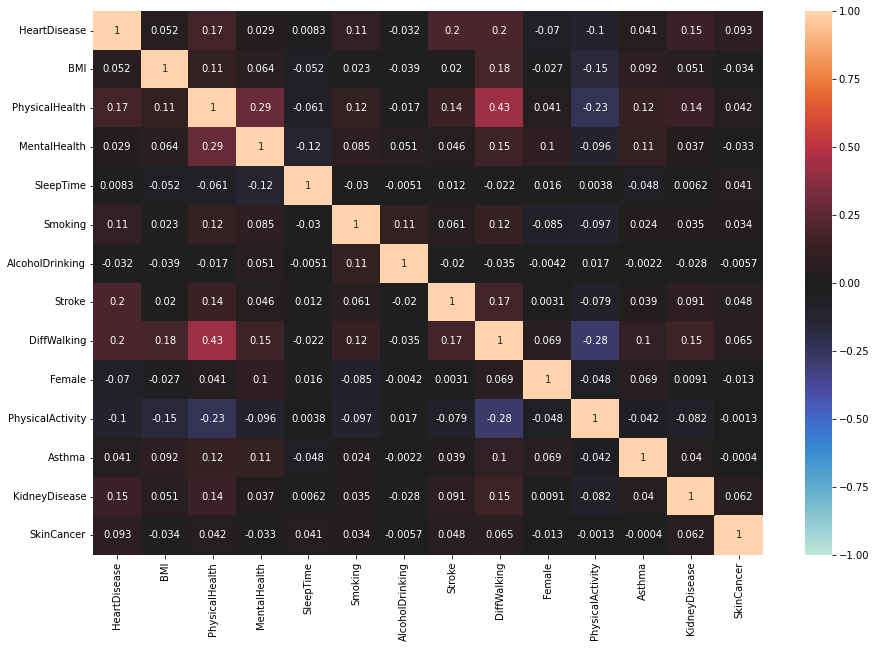 HeartDisease 1 0.052 0.17 0.029 0.0083 0.11 -0.032 0.2 0.2 -0.07 -0.1 0.041 0.15 0.093
BMI 0.052 1 0.11 0.064 -0.052 0.023 -0.039 0.02 0.18 -0.027 -0.15 0.092 0.051 -0.034
PhysicalHealth 0.17 0.11 1 0.29 -0.061 0.12 -0.017 0.14 0.43 0.041 -0.23 0.12 0.14 0.042
MentalHealth 0.029 0.064 0.29 1 -0.12 0.085 0.051 0.046 0.15 0.1 -0.096 0.11 0.037 -0.033
SleepTime 0.0083 -0.052 -0.061 -0.12 1 -0.03 -0.0051 0.012 -0.022 0.016 0.0038 -0.048 0.0062 0.041
Smoking 0.11 0.023 0.12 0.085 -0.03 1 0.11 0.061 0.12 -0.085 -0.097 0.024 0.035 0.034
AlcoholDrinking -0.032 -0.039 -0.017 0.051 -0.0051 0.11 1 -0.02 -0.035 -0.0042 0.017 -0.0022 -0.028 -0.0057
Stroke 0.2 0.02 0.14 0.046 0.012 0.061 -0.02 1 0.17 0.0031 -0.079 0.039 0.091 0.048
DiffWalking 0.2 0.18 0.43 0.15 -0.022 0.12 -0.035 0.17 1 0.069 -0.28 0.1 0.15 0.065
Female -0.07 -0.027 0.041 0.1 0.016 -0.085 -0.0042 0.0031 0.069 1 -0.048 0.069 0.0091 -0.013
PhysicalActivity -0.1 -0.15 -0.23 -0.096 0.0038 -0.097 0.017 -0.079 -0.28 -0.048 1 -0.042 -0.082 -0.0013
Asthma 0.041 0.092 0.12 0.11 -0.048 0.024 -0.0022 0.039 0.1 0.069 -0.042 1 0.04 -0.0004
KidneyDisease 0.15 0.051 0.14 0.037 0.0062 0.035 -0.028 0.091 0.15 0.0091 -0.082 0.04 1 0.062
SkinCancer 0.093 -0.034 0.042 -0.033 0.041 0.034 -0.0057 0.048 0.065 -0.013 -0.0013 -0.0004 0.062 1
HeartDisease
BMI
PhysicalHealth
MentalHealth
SleepTime
Smoking
AlcoholDrinking
Stroke
DiffWalking
Female
PhysicalActivity
Asthma
KidneyDisease
SkinCancer
1.00
0.75
0.50
0.25
0.00
−0.25
−0.50
−0.75
−1.00